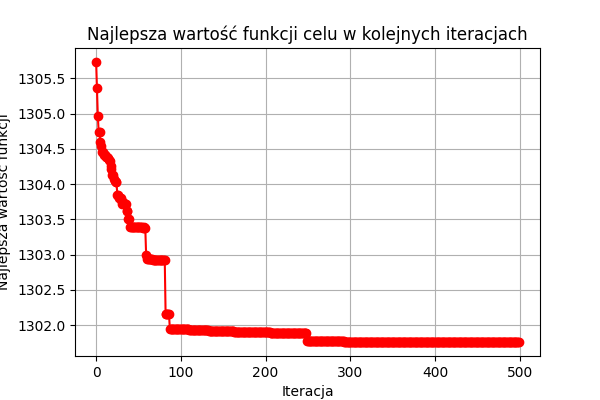 Najlepsza wartość funkcji celu w kolejnych iteracjach
1305.5
1305.0
1304.5
1304.0
1303.5
1303.0
1302.5
1302.0
Najlepsza wartość funkcji
0 100 200 300 400 500
Iteracja